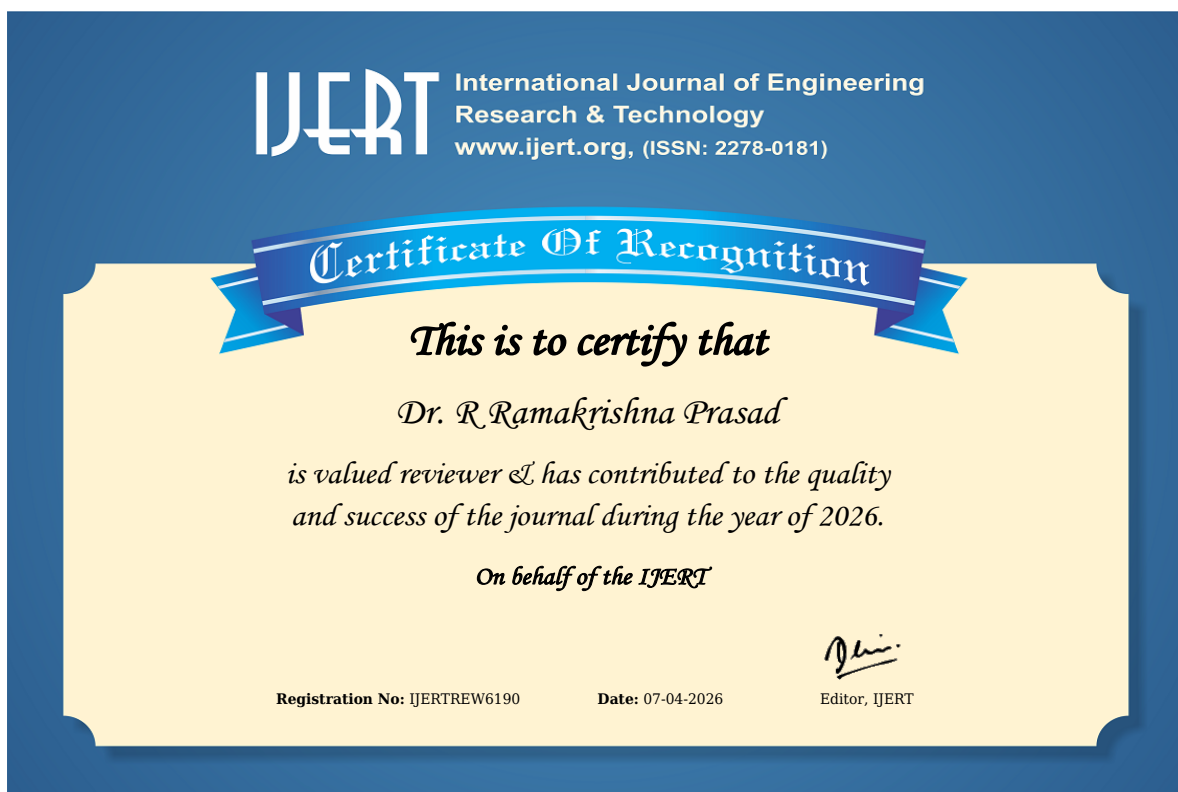 IJERT
International Journal of Engineering
Research & Technology
www.ijert.org, (ISSN: 2278-0181)
Certificate Of Recognition
This is to certify that
Dr. R Ramakrishna Prasad
is valued reviewer & has contributed to the quality
and success of the journal during the year of 2026.
On behalf of the IJERT
Registration No: IJERTREW6190 Date: 07-04-2026 Editor, IJERT